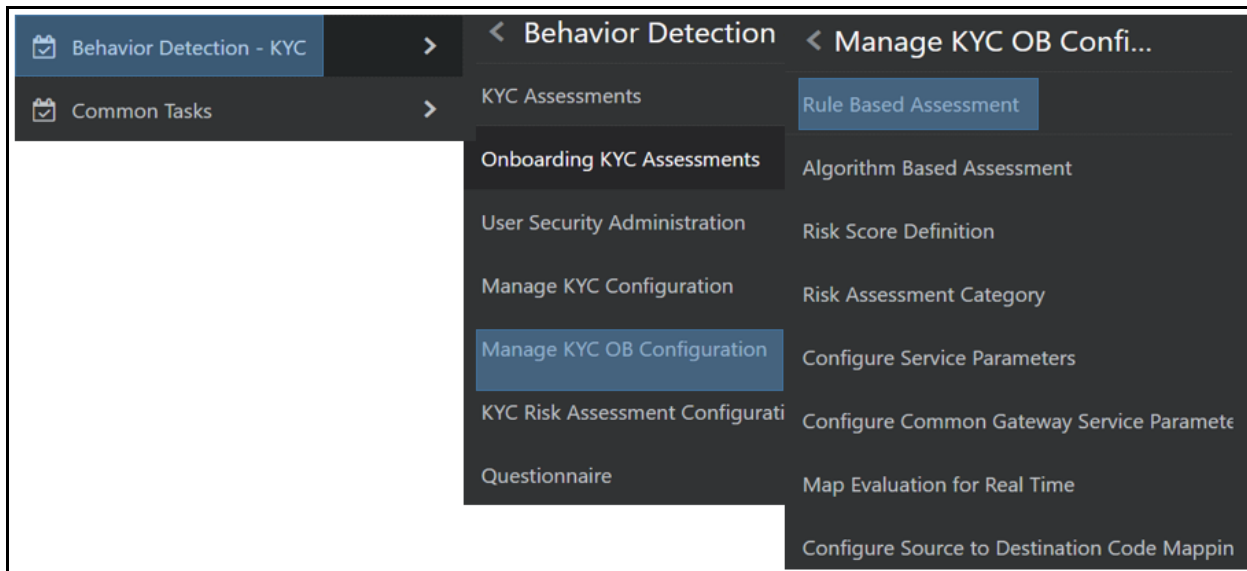 Behavior Detection - KYC
Common Tasks
Behavior Detection
KYC Assessments
Onboarding KYC Assessments
User Security Administration
Manage KYC Configuration
Manage KYC OB Configuration
KYC Risk Assessment Configurati
Questionnaire
Manage KYC OB Confi...
Rule Based Assessment
Algorithm Based Assessment
Risk Score Definition
Risk Assessment Category
Configure Service Parameters
Configure Common Gateway Service Paramete
Map Evaluation for Real Time
Configure Source to Destination Code Mappin